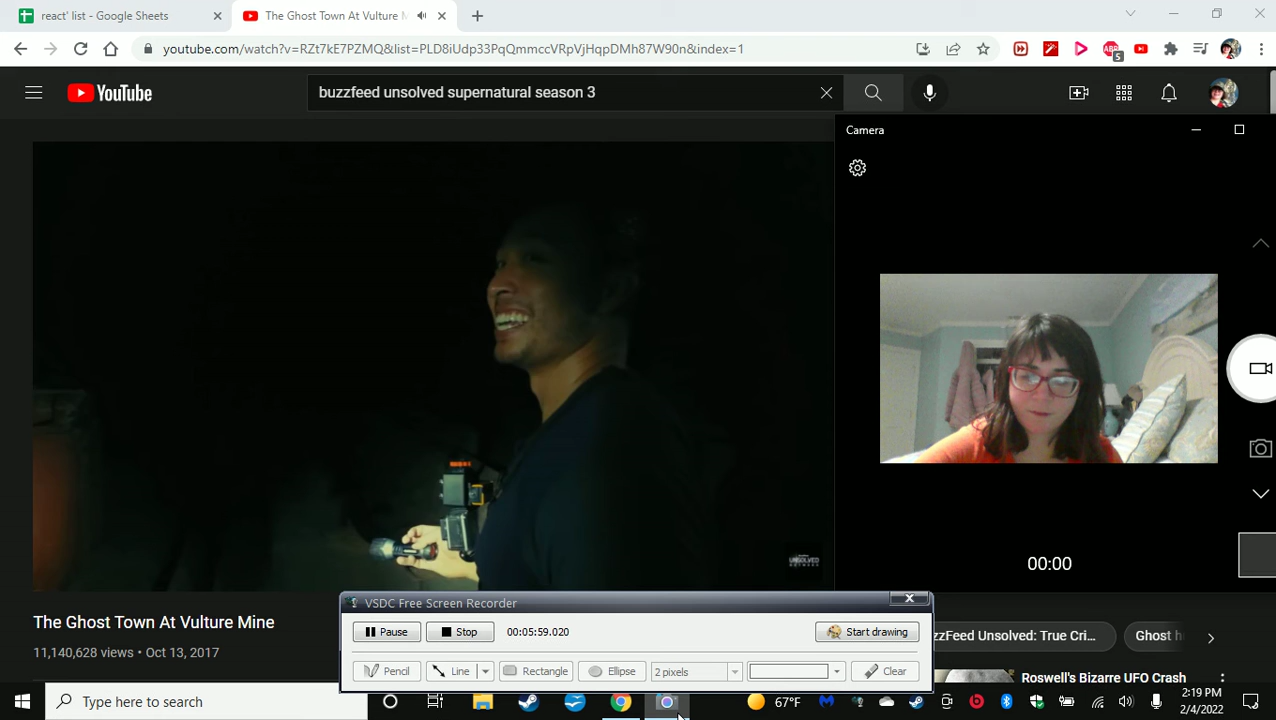 react' list - Google Sheets
The Ghost Town At Vulture M
youtube.com/watch?v=RZt7kE7PZMQ&list=PLD8iUdp33PqQmmccVRpVjHqpDMh87W90n&index=1
ABP
5
YouTube
buzzfeed unsolved supernatural season 3
Camera
UNSOLVED
NETWORK
00:00
VSDC Free Screen Recorder
Pause
Stop
00:05:59.020
Start drawing
Pencil
Line
Rectangle
Ellipse
2 pixels
Clear
The Ghost Town At Vulture Mine
11,140,628 views • Oct 13, 2017
zzFeed Unsolved: True Cri...
Ghost h
Roswell's Bizarre UFO Crash
Type here to search
67°F
2:19 PM
2/4/2022